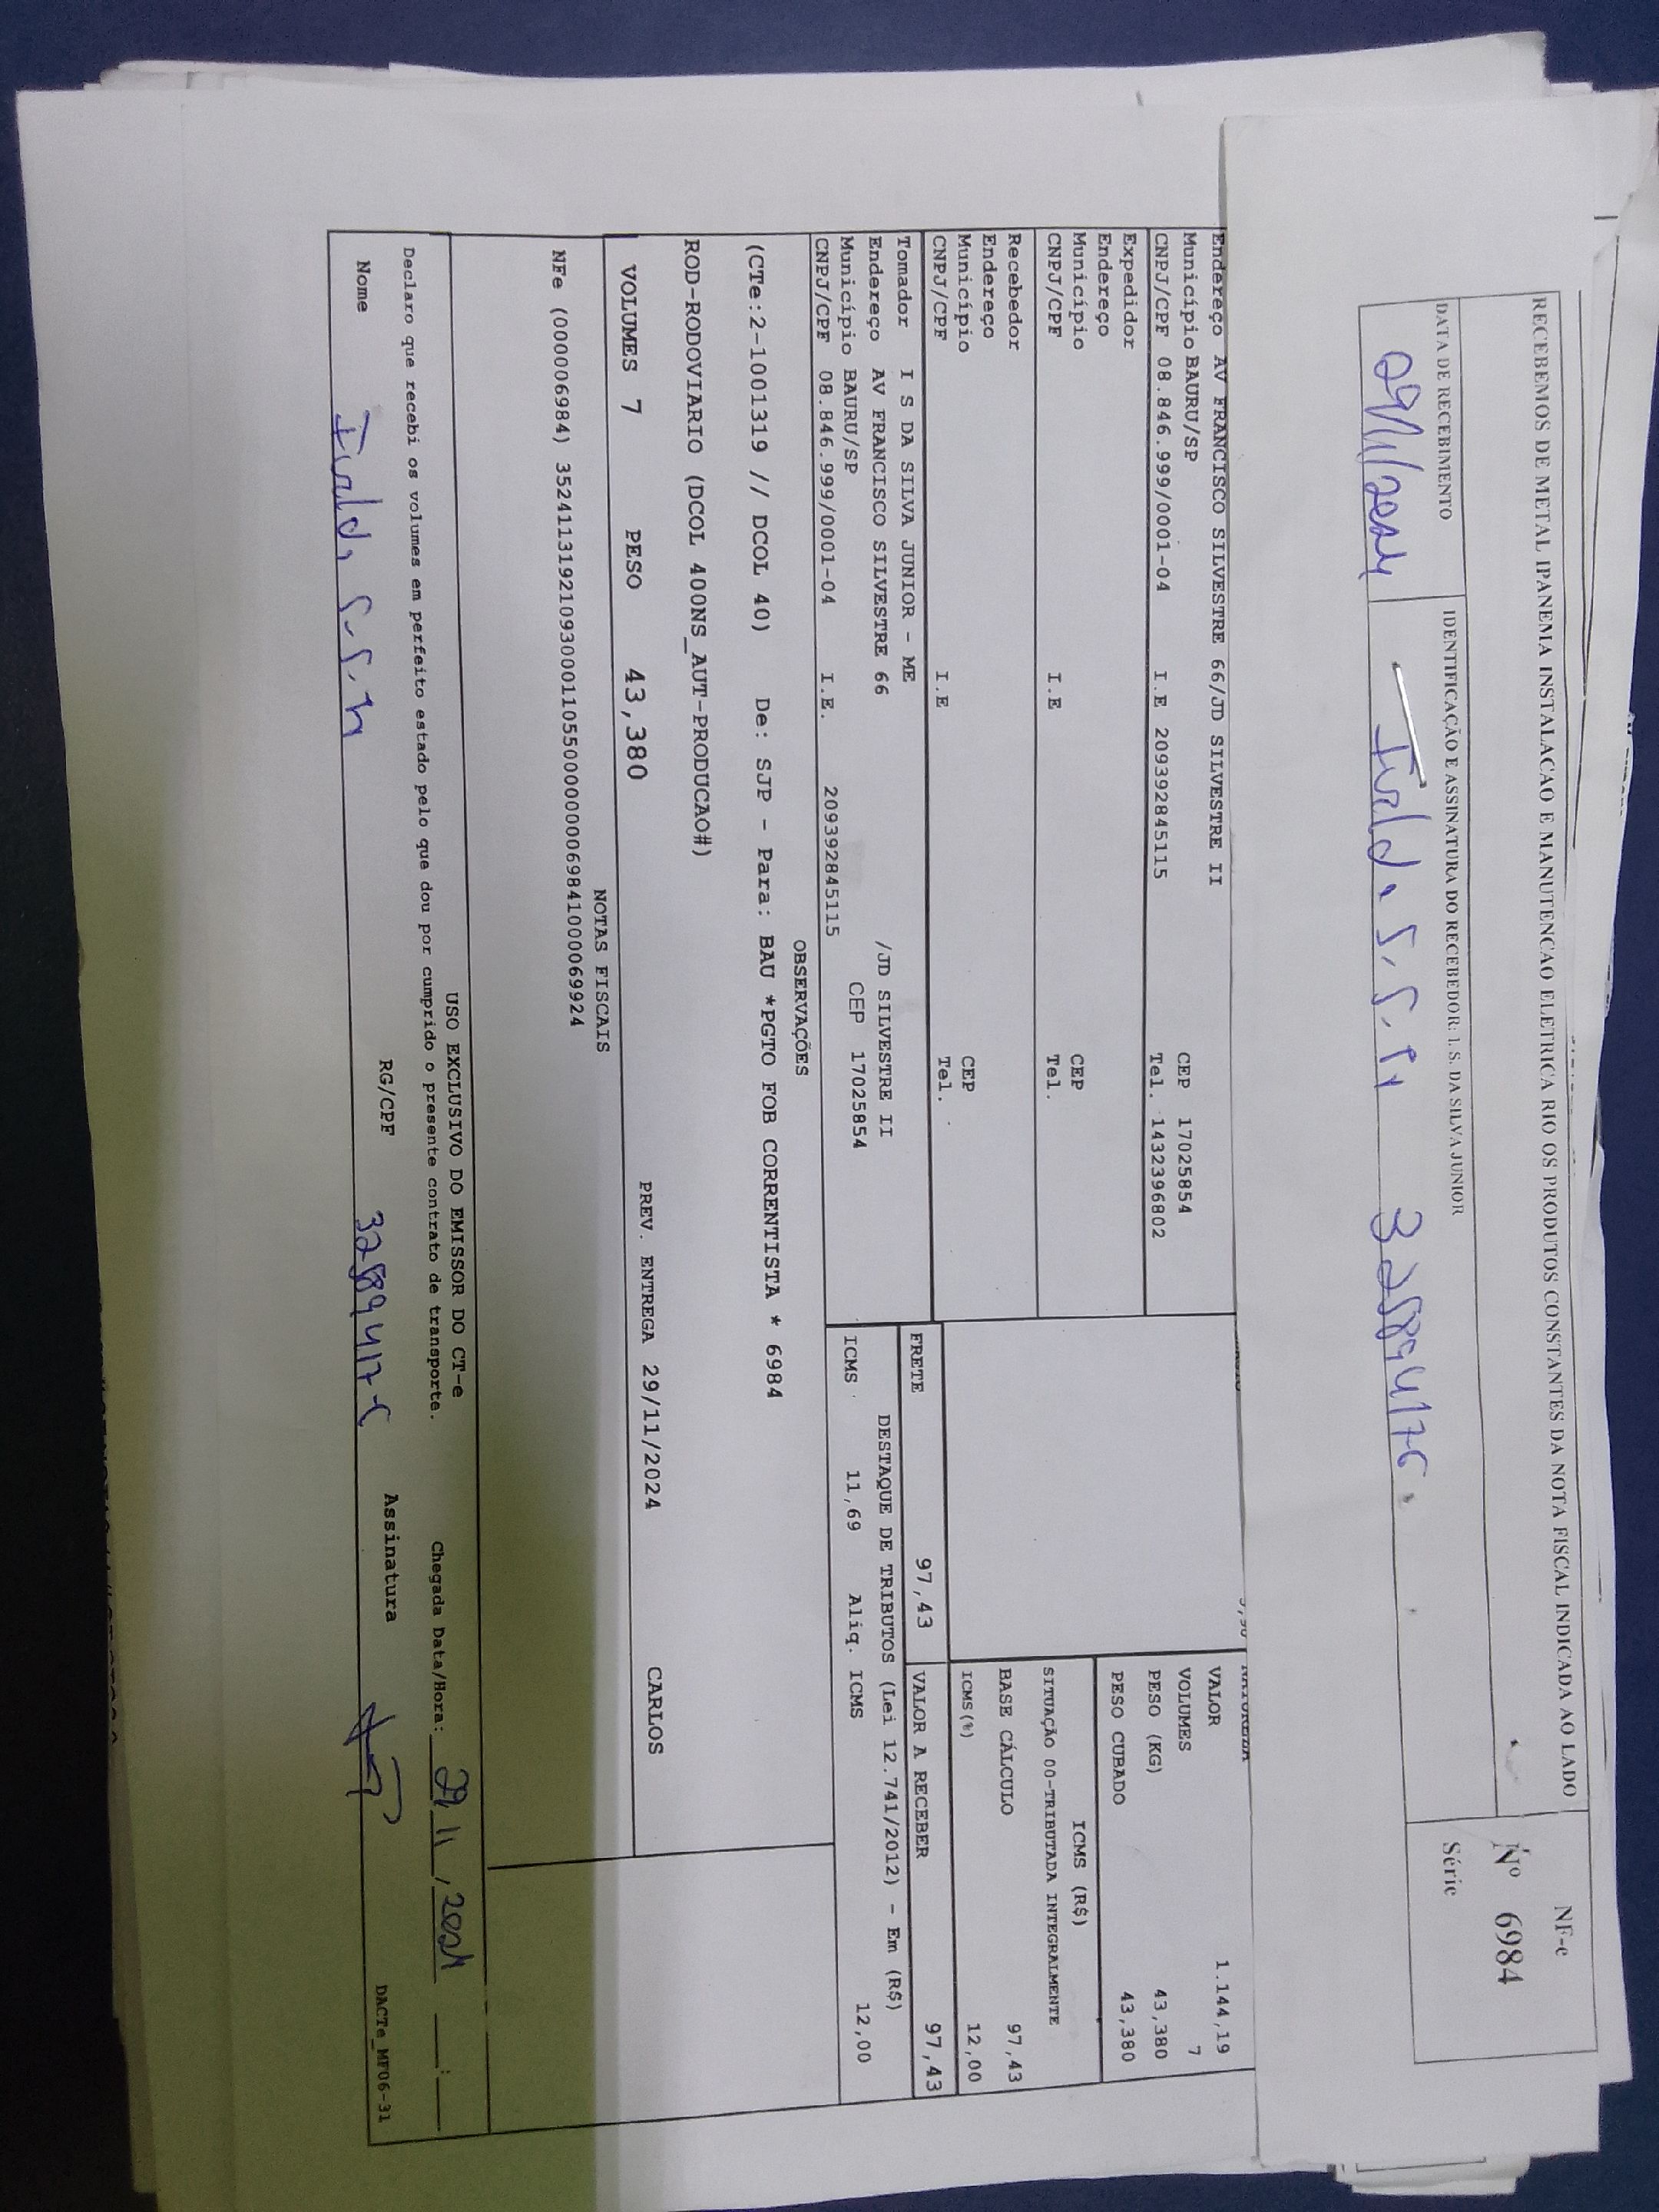 RECEBEMOS DE METAL IPANEMA INSTALACAO E MANUTENCAO ELETRICA RIO OS PRODUTOS CONSTANTES DA NOTA FISCAL INDICADA AO LADO
NF-e
Nº 6984
Série
DATA DE RECEBIMENTO
IDENTIFICAÇÃO E ASSINATURA DO RECEBEDOR: I. S. DA SILVA JUNIOR
29/11/2024
Endereço AV FRANCISCO SILVESTRE 66/JD SILVESTRE II
Município BAURU/SP CEP 17025854
CNPJ/CPF 08.846.999/0001-04 I.E 209392845115 Tel. 1432396802
Expedidor
Endereço
Município CEP
CNPJ/CPF I.E Tel.
Recebedor
Endereço
Município CEP
CNPJ/CPF I.E Tel.
VALOR 1.144,19
VOLUMES 7
PESO (KG) 43,380
PESO CUBADO 43,380
ICMS (R$)
SITUAÇÃO 00-TRIBUTADA INTEGRALMENTE
BASE CÁLCULO 97,43
ICMS(%) 12,00
Tomador I S DA SILVA JUNIOR - ME
Endereço AV FRANCISCO SILVESTRE 66 /JD SILVESTRE II
Município BAURU/SP CEP 17025854
CNPJ/CPF 08.846.999/0001-04 I.E. 209392845115
FRETE 97,43 VALOR A RECEBER 97,43
DESTAQUE DE TRIBUTOS (Lei 12.741/2012) - Em (R$)
ICMS 11,69 Aliq. ICMS 12,00
OBSERVAÇÕES
(CTe:2-1001319 // DCOL 40) De: SJP - Para: BAU *PGTO FOB CORRENTISTA * 6984
ROD-RODOVIARIO (DCOL 400NS_AUT-PRODUCAO#)
VOLUMES 7 PESO 43,380 PREV. ENTREGA 29/11/2024 CARLOS
NOTAS FISCAIS
NFe (000006984) 35241131921093000110550000000069841000069924
USO EXCLUSIVO DO EMISSOR DO CT-e
Declaro que recebi os volumes em perfeito estado pelo que dou por cumprido o presente contrato de transporte.
Chegada Data/Hora: 29/11/2024 __:__
Nome RG/CPF Assinatura
DACTe_MF06-31